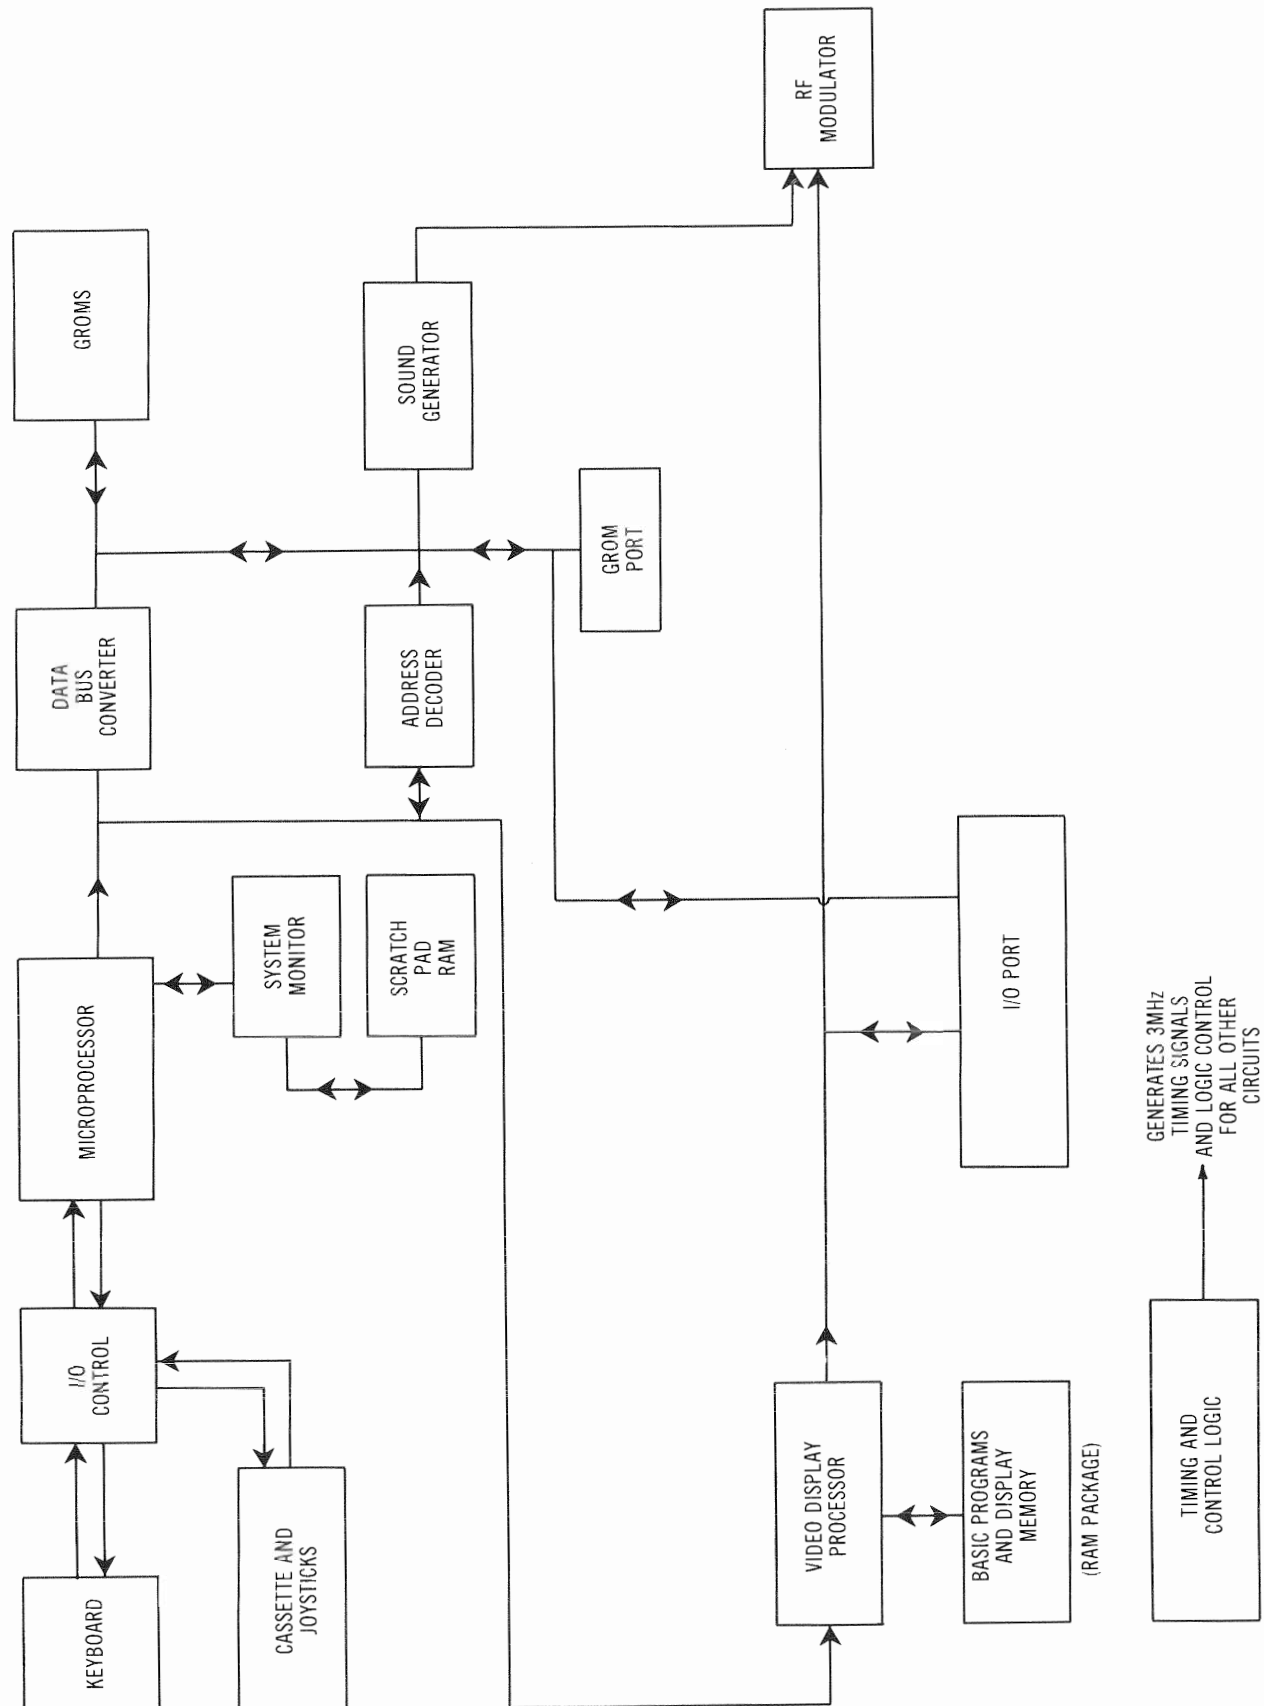 KEYBOARD
I/O
CONTROL
MICROPROCESSOR
DATA
BUS
CONVERTER
GROMS
CASSETTE AND
JOYSTICKS
SYSTEM
MONITOR
SCRATCH
PAD
RAM
ADDRESS
DECODER
SOUND
GENERATOR
GROM
PORT
RF
MODULATOR
VIDEO DISPLAY
PROCESSOR
BASIC PROGRAMS
AND DISPLAY
MEMORY
(RAM PACKAGE)
I/O PORT
TIMING AND
CONTROL LOGIC
GENERATES 3MHz
TIMING SIGNALS
AND LOGIC CONTROL
FOR ALL OTHER
CIRCUITS